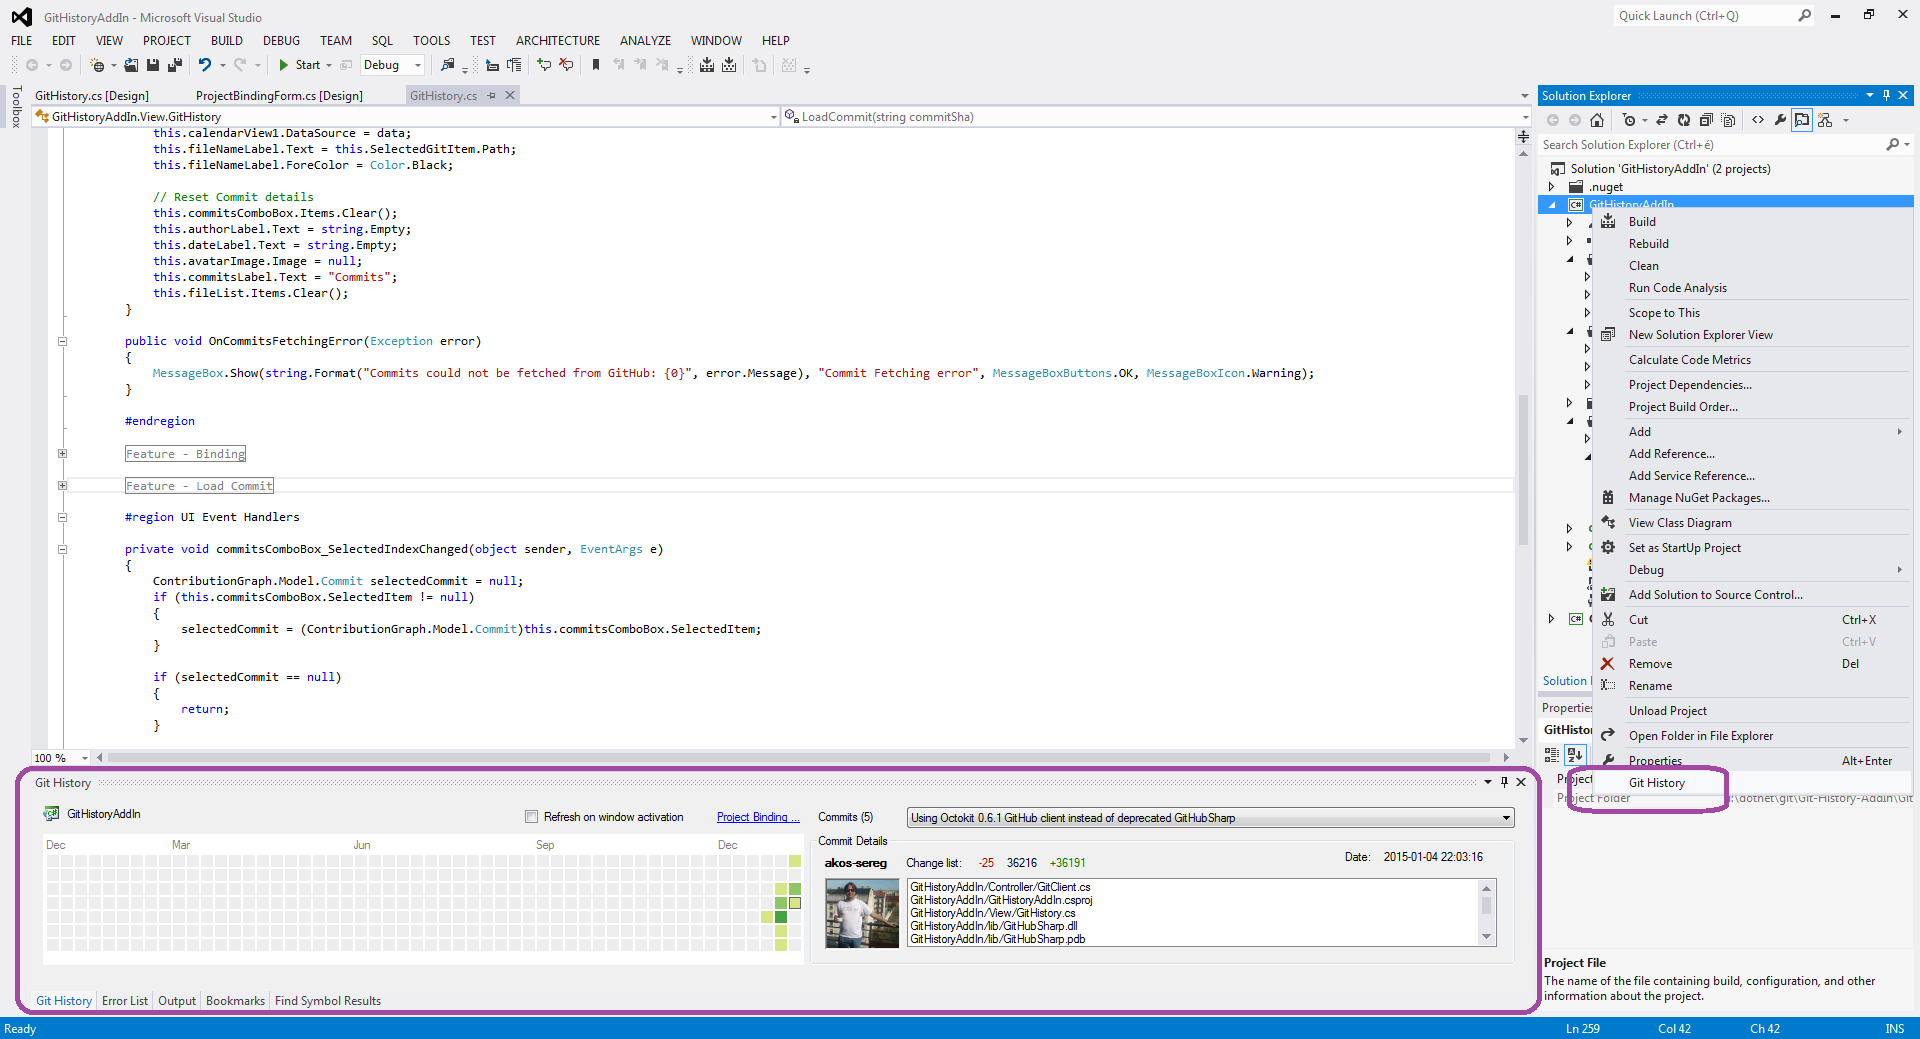 GitHistoryAddIn - Microsoft Visual Studio
Quick Launch (Ctrl+Q)
FILE EDIT VIEW PROJECT BUILD DEBUG TEAM SQL TOOLS TEST ARCHITECTURE ANALYZE WINDOW HELP
Start Debug
Toolbox
GitHistory.cs [Design] ProjectBindingForm.cs [Design] GitHistory.cs
GitHistoryAddIn.View.GitHistory LoadCommit(string commitSha)
this.calendarView1.DataSource = data;
this.fileNameLabel.Text = this.SelectedGitItem.Path;
this.fileNameLabel.ForeColor = Color.Black;
// Reset Commit details
this.commitsComboBox.Items.Clear();
this.authorLabel.Text = string.Empty;
this.dateLabel.Text = string.Empty;
this.avatarImage.Image = null;
this.commitsLabel.Text = "Commits";
this.fileList.Items.Clear();
}
public void OnCommitsFetchingError(Exception error)
{
MessageBox.Show(string.Format("Commits could not be fetched from GitHub: {0}", error.Message), "Commit Fetching error", MessageBoxButtons.OK, MessageBoxIcon.Warning);
}
#endregion
Feature - Binding
Feature - Load Commit
#region UI Event Handlers
private void commitsComboBox_SelectedIndexChanged(object sender, EventArgs e)
{
ContributionGraph.Model.Commit selectedCommit = null;
if (this.commitsComboBox.SelectedItem != null)
{
selectedCommit = (ContributionGraph.Model.Commit)this.commitsComboBox.SelectedItem;
}
if (selectedCommit == null)
{
return;
}
100 %
Solution Explorer
Search Solution Explorer (Ctrl+é)
Solution 'GitHistoryAddIn' (2 projects)
.nuget
GitHistoryAddIn
Build
Rebuild
Clean
Run Code Analysis
Scope to This
New Solution Explorer View
Calculate Code Metrics
Project Dependencies...
Project Build Order...
Add
Add Reference...
Add Service Reference...
Manage NuGet Packages...
View Class Diagram
Set as StartUp Project
Debug
Add Solution to Source Control...
Cut Ctrl+X
Paste Ctrl+V
Remove Del
Rename
Unload Project
Open Folder in File Explorer
Properties Alt+Enter
Git History
Solution
Properties
GitHistor
Project
Project Folder :\dotnet\git\Git-History-AddIn\Git
Project File
The name of the file containing build, configuration, and other
information about the project.
Git History
GitHistoryAddIn
Refresh on window activation Project Binding ...
Dec Mar Jun Sep Dec
Commits (5) Using Octokit 0.6.1 GitHub client instead of deprecated GitHubSharp
Commit Details
akos-sereg Change list: -25 36216 +36191 Date: 2015-01-04 22:03:16
GitHistoryAddIn/Controller/GitClient.cs
GitHistoryAddIn/GitHistoryAddIn.csproj
GitHistoryAddIn/View/GitHistory.cs
GitHistoryAddIn/lib/GitHubSharp.dll
GitHistoryAddIn/lib/GitHubSharp.pdb
Git History Error List Output Bookmarks Find Symbol Results
Ready Ln 259 Col 42 Ch 42 INS